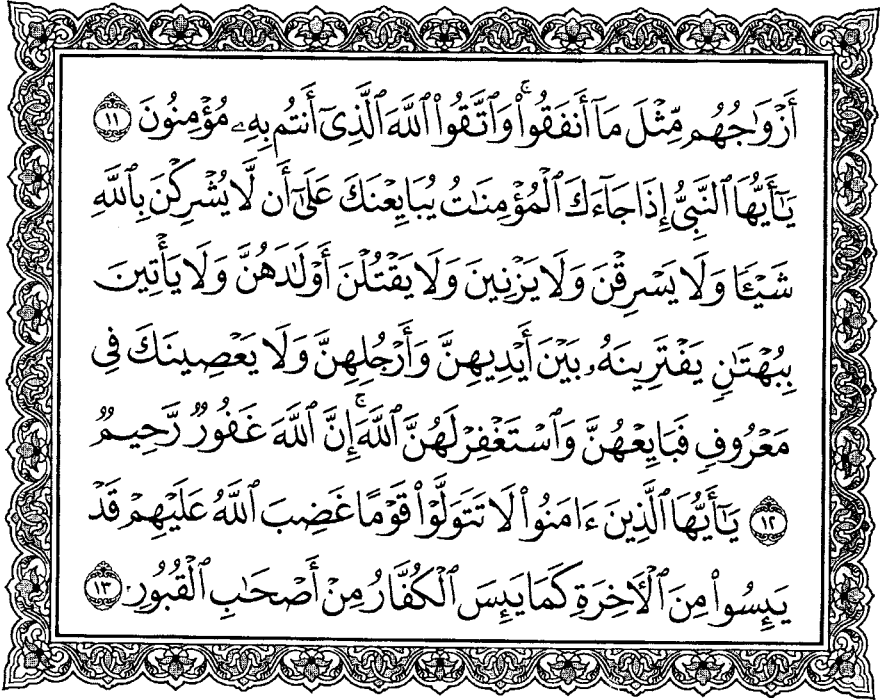 أَزْوَٰجُهُم مِّثْلَ مَآ أَنفَقُوا۟ ۚ وَٱتَّقُوا۟ ٱللَّهَ ٱلَّذِىٓ أَنتُم بِهِۦ مُؤْمِنُونَ ١١
يَـٰٓأَيُّهَا ٱلنَّبِىُّ إِذَا جَآءَكَ ٱلْمُؤْمِنَـٰتُ يُبَايِعْنَكَ عَلَىٰٓ أَن لَّا يُشْرِكْنَ بِٱللَّهِ
شَيْـًٔا وَلَا يَسْرِقْنَ وَلَا يَزْنِينَ وَلَا يَقْتُلْنَ أَوْلَـٰدَهُنَّ وَلَا يَأْتِينَ
بِبُهْتَـٰنٍ يَفْتَرِينَهُۥ بَيْنَ أَيْدِيهِنَّ وَأَرْجُلِهِنَّ وَلَا يَعْصِينَكَ فِى
مَعْرُوفٍ فَبَايِعْهُنَّ وَٱسْتَغْفِرْ لَهُنَّ ٱللَّهَ ۚ إِنَّ ٱللَّهَ غَفُورٌ رَّحِيمٌ
١٢ يَـٰٓأَيُّهَا ٱلَّذِينَ ءَامَنُوا۟ لَا تَتَوَلَّوْا۟ قَوْمًا غَضِبَ ٱللَّهُ عَلَيْهِمْ قَدْ
يَئِسُوا۟ مِنَ ٱلْـَٔاخِرَةِ كَمَا يَئِسَ ٱلْكُفَّارُ مِنْ أَصْحَـٰبِ ٱلْقُبُورِ ١٣